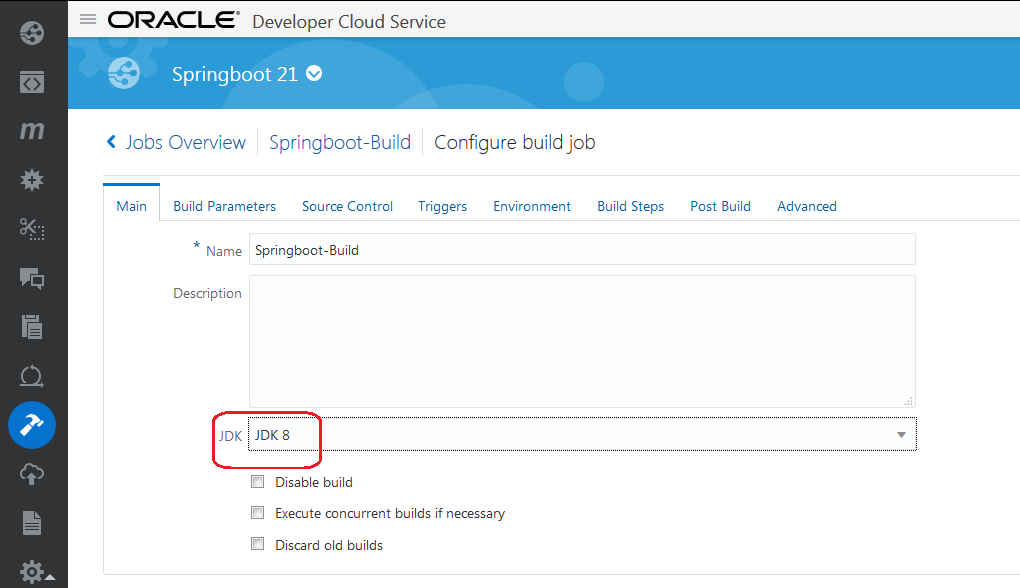 ORACLE® Developer Cloud Service
m
Springboot 21
Jobs Overview Springboot-Build Configure build job
Main Build Parameters Source Control Triggers Environment Build Steps Post Build Advanced
* Name Springboot-Build
Description
JDK JDK 8
Disable build
Execute concurrent builds if necessary
Discard old builds